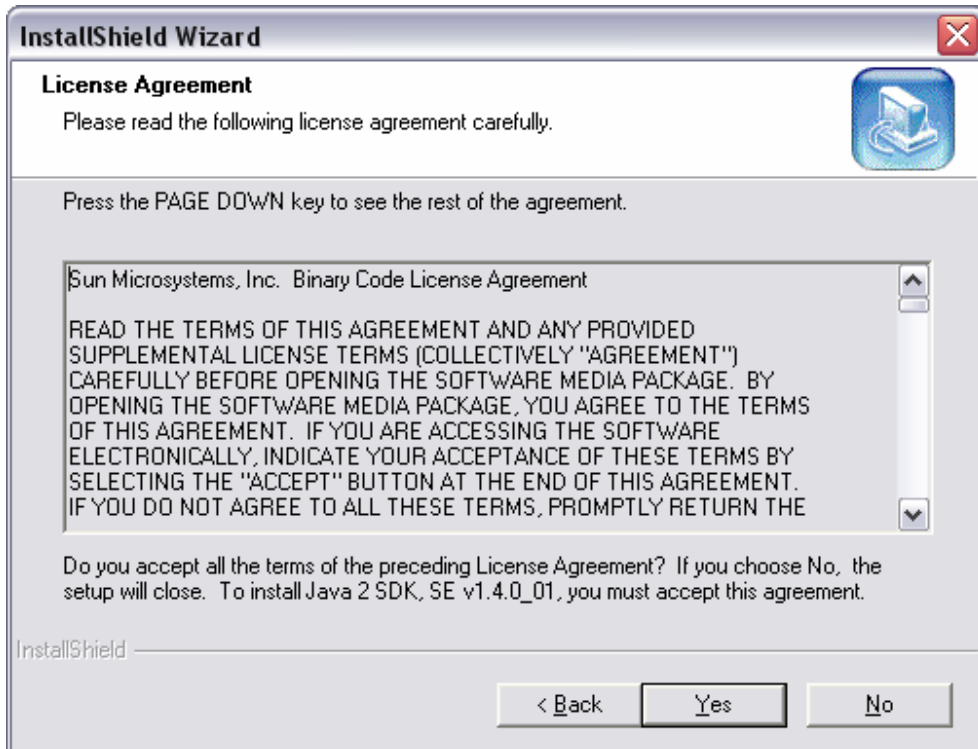 InstallShield Wizard
License Agreement
Please read the following license agreement carefully.
Press the PAGE DOWN key to see the rest of the agreement.
Sun Microsystems, Inc.  Binary Code License Agreement
READ THE TERMS OF THIS AGREEMENT AND ANY PROVIDED
SUPPLEMENTAL LICENSE TERMS (COLLECTIVELY "AGREEMENT")
CAREFULLY BEFORE OPENING THE SOFTWARE MEDIA PACKAGE.  BY
OPENING THE SOFTWARE MEDIA PACKAGE, YOU AGREE TO THE TERMS
OF THIS AGREEMENT.  IF YOU ARE ACCESSING THE SOFTWARE
ELECTRONICALLY, INDICATE YOUR ACCEPTANCE OF THESE TERMS BY
SELECTING THE "ACCEPT" BUTTON AT THE END OF THIS AGREEMENT.
IF YOU DO NOT AGREE TO ALL THESE TERMS, PROMPTLY RETURN THE
Do you accept all the terms of the preceding License Agreement?  If you choose No,  the
setup will close.  To install Java 2 SDK, SE v1.4.0_01, you must accept this agreement.
InstallShield
< Back
Yes
No